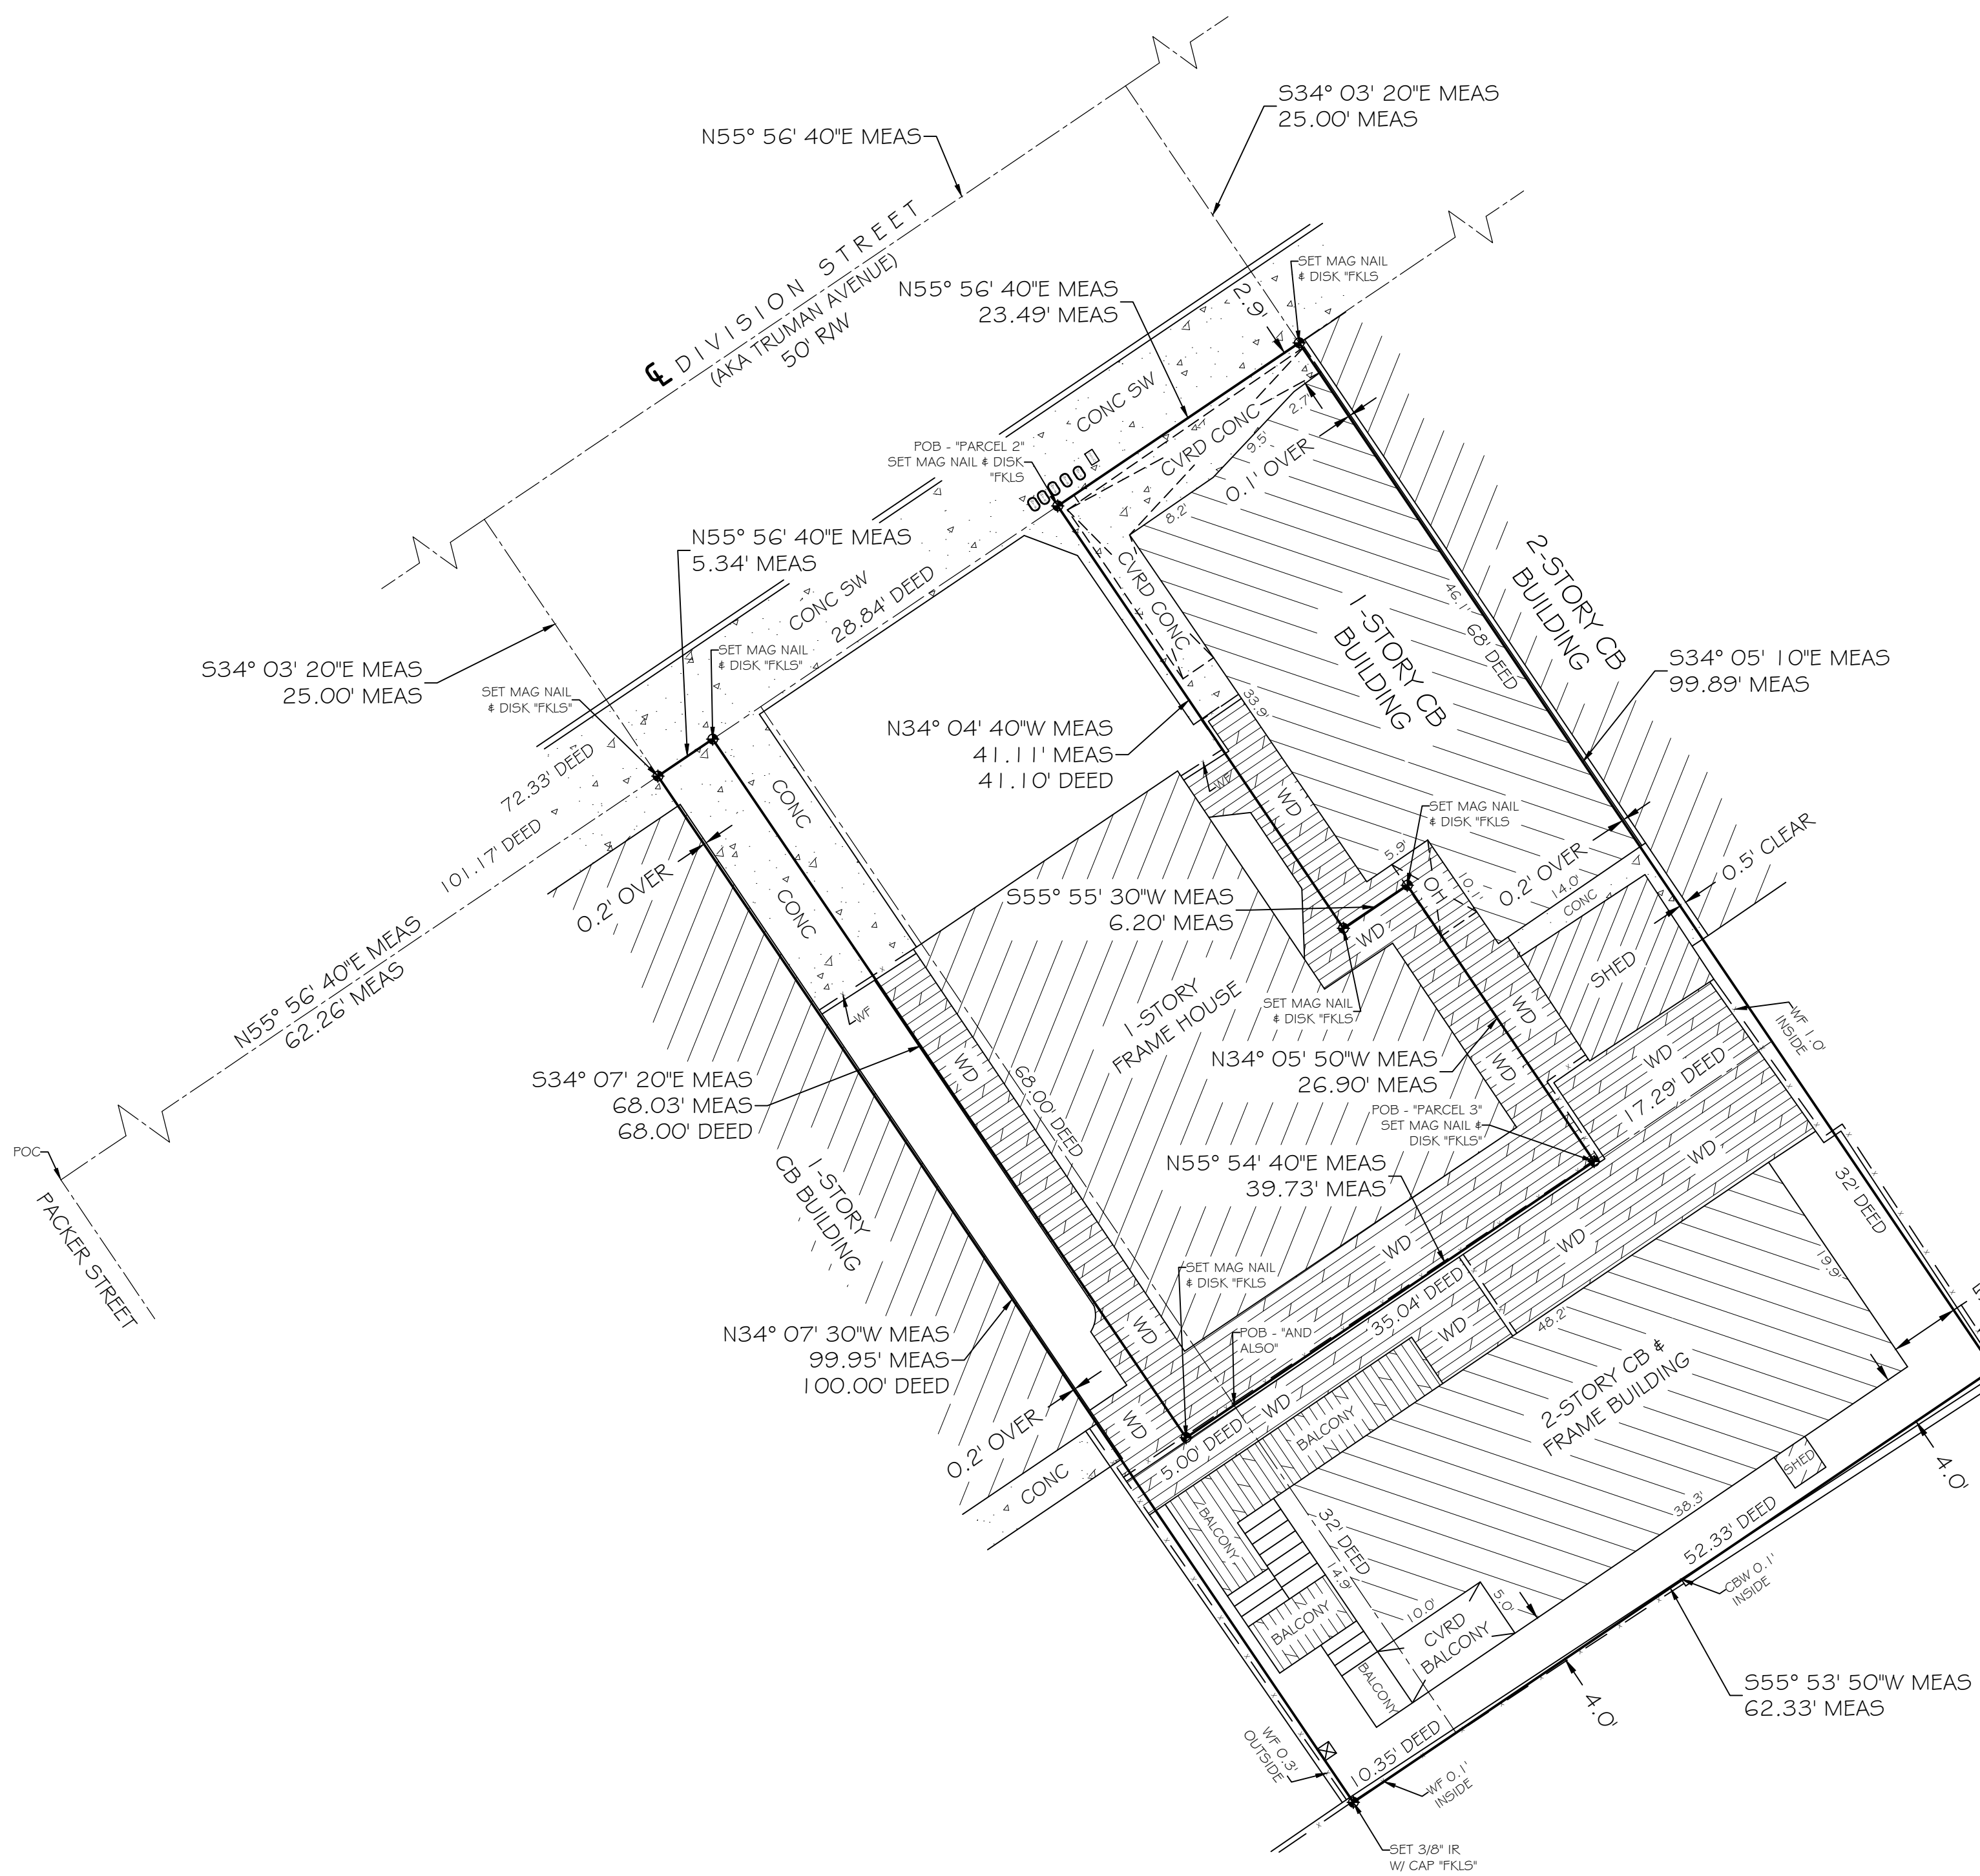 S34° 03' 20"E MEAS
25.00' MEAS
N55° 56' 40"E MEAS
℄ DIVISION STREET
(AKA TRUMAN AVENUE)
50' R/W
SET MAG NAIL
& DISK "FKLS
N55° 56' 40"E MEAS
23.49' MEAS
2.9'
CONC SW
CVRD CONC
2.7'
9.5'
0.1' OVER
8.2'
POB - "PARCEL 2"
SET MAG NAIL & DISK
"FKLS
N55° 56' 40"E MEAS
5.34' MEAS
CONC SW
28.84' DEED
CVRD CONC
2-STORY CB
BUILDING
46.1'
68' DEED
1-STORY CB
BUILDING
S34° 03' 20"E MEAS
25.00' MEAS
SET MAG NAIL
& DISK "FKLS"
SET MAG NAIL
& DISK "FKLS"
S34° 05' 10"E MEAS
99.89' MEAS
33.9'
N34° 04' 40"W MEAS
41.11' MEAS
41.10' DEED
WF
WD
72.33' DEED
101.17' DEED
CONC
CONC
0.2' OVER
SET MAG NAIL
& DISK "FKLS
5.9'
OH
0.2' OVER
14.0'
CONC
0.5' CLEAR
S55° 55' 30"W MEAS
6.20' MEAS
WD
SHED
N55° 56' 40"E MEAS
62.26' MEAS
WF
1-STORY
FRAME HOUSE
SET MAG NAIL
& DISK "FKLS"
WD
WF 1.0'
INSIDE
N34° 05' 50"W MEAS
26.90' MEAS
WD
WD
17.29' DEED
WD
S34° 07' 20"E MEAS
68.03' MEAS
68.00' DEED
WD
68.00' DEED
POB - "PARCEL 3"
SET MAG NAIL &
DISK "FKLS"
POC
PACKER STREET
1-STORY
CB BUILDING
N55° 54' 40"E MEAS
39.73' MEAS
WD
WD
WD
32' DEED
19.9'
SET MAG NAIL
& DISK "FKLS
35.04' DEED
48.2'
WD
POB - "AND
ALSO"
N34° 07' 30"W MEAS
99.95' MEAS
100.00' DEED
WD
WD
WD
5.00' DEED
BALCONY
0.2' OVER
CONC
2-STORY CB &
FRAME BUILDING
SHED
4.0'
38.3'
52.33' DEED
BALCONY
32' DEED
14.9'
BALCONY
10.0'
5.0'
CVRD
BALCONY
BALCONY
CBW 0.1'
INSIDE
4.0'
S55° 53' 50"W MEAS
62.33' MEAS
10.35' DEED
WF 0.3'
OUTSIDE
WF 0.1'
INSIDE
SET 3/8" IR
W/ CAP "FKLS"